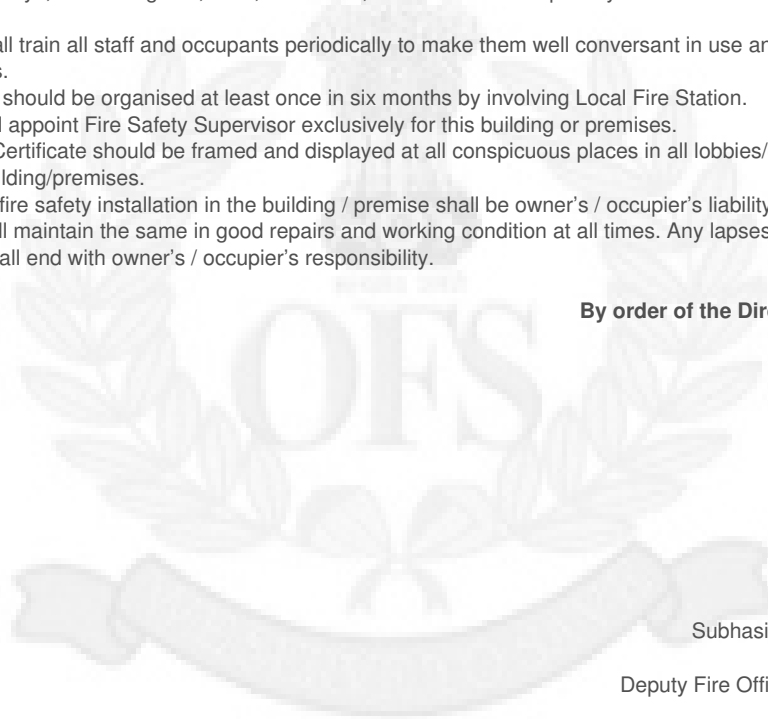 all train all staff and occupants periodically to make them well conversant in use an
s.
should be organised at least once in six months by involving Local Fire Station.
l appoint Fire Safety Supervisor exclusively for this building or premises.
Certificate should be framed and displayed at all conspicuous places in all lobbies/
lding/premises.
fire safety installation in the building / premise shall be owner's / occupier's liability
ll maintain the same in good repairs and working condition at all times. Any lapses
all end with owner's / occupier's responsibility.
By order of the Dire
OFS
Subhasi
Deputy Fire Offi